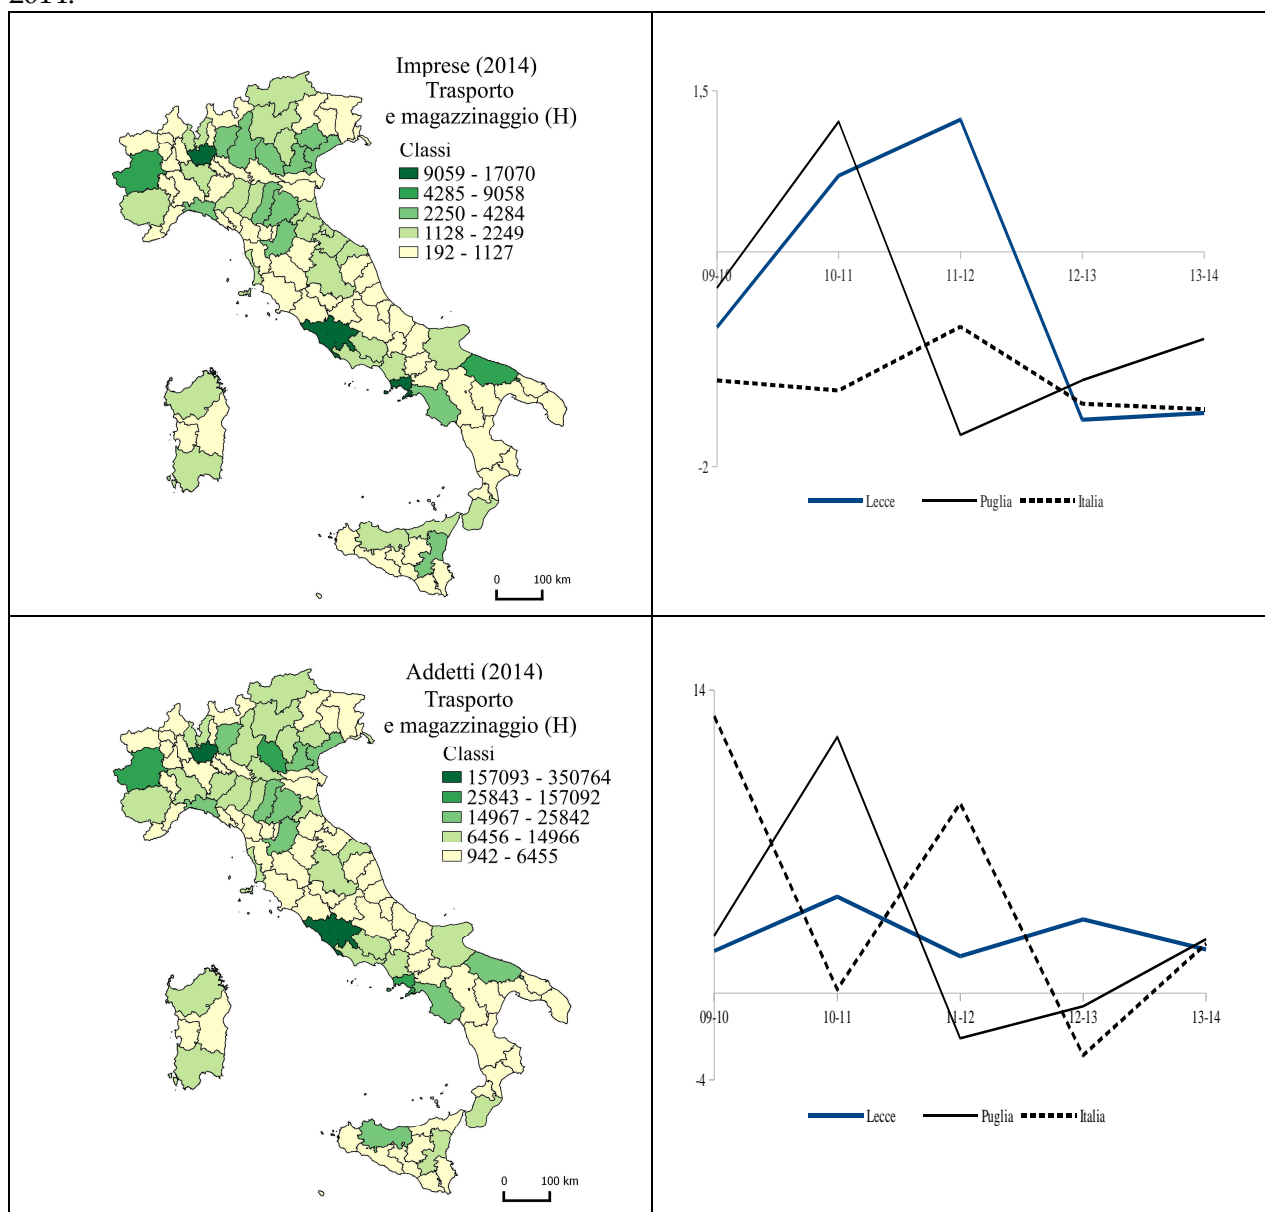 2014.
Imprese (2014)
Trasporto
e magazzinaggio (H)
Classi
9059 - 17070
4285 - 9058
2250 - 4284
1128 - 2249
192 - 1127
0 100 km
1,5
09-10 10-11 11-12 12-13 13-14
-2
Lecce Puglia Italia
Addetti (2014)
Trasporto
e magazzinaggio (H)
Classi
157093 - 350764
25843 - 157092
14967 - 25842
6456 - 14966
942 - 6455
0 100 km
14
09-10 10-11 11-12 12-13 13-14
-4
Lecce Puglia Italia